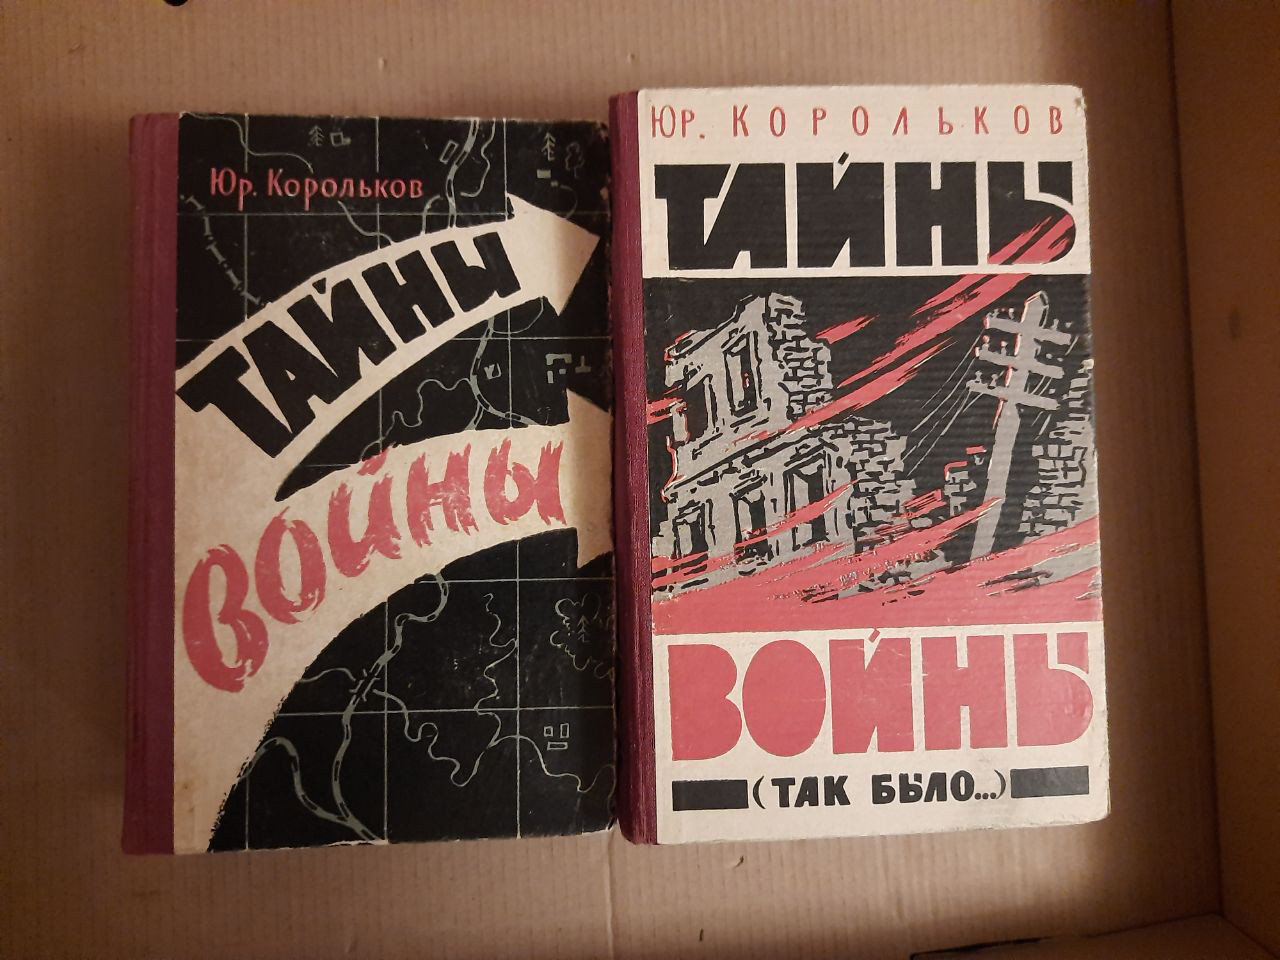 Юр. Корольков
ТАЙНЫ
ВОЙНЫ
Юр. КОРОЛЬКОВ
ТАЙНЫ
ВОЙНЫ
(ТАК БЫЛО...)